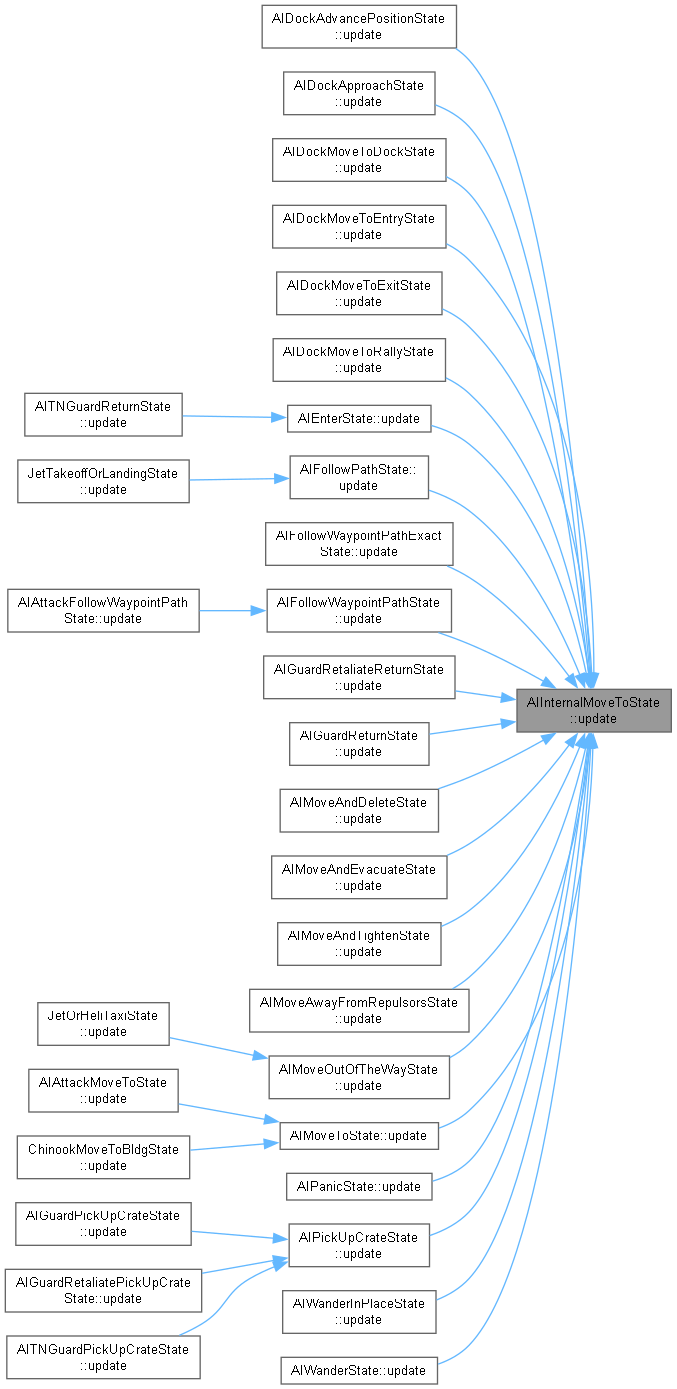 AIDockAdvancePositionState
::update
AIDockApproachState
::update
AIDockMoveToDockState
::update
AIDockMoveToEntryState
::update
AIDockMoveToExitState
::update
AIDockMoveToRallyState
::update
AITNGuardReturnState
::update
AIEnterState::update
JetTakeoffOrLandingState
::update
AIFollowPathState::
update
AIFollowWaypointPathExact
State::update
AIAttackFollowWaypointPath
State::update
AIFollowWaypointPathState
::update
AIGuardRetaliateReturnState
::update
AIInternalMoveToState
::update
AIGuardReturnState
::update
AIMoveAndDeleteState
::update
AIMoveAndEvacuateState
::update
AIMoveAndTightenState
::update
AIMoveAwayFromRepulsorsState
::update
JetOrHeliTaxiState
::update
AIMoveOutOfTheWayState
::update
AIAttackMoveToState
::update
AIMoveToState::update
ChinookMoveToBldgState
::update
AIPanicState::update
AIGuardPickUpCrateState
::update
AIPickUpCrateState
::update
AIGuardRetaliatePickUpCrate
State::update
AIWanderInPlaceState
::update
AITNGuardPickUpCrateState
::update
AIWanderState::update